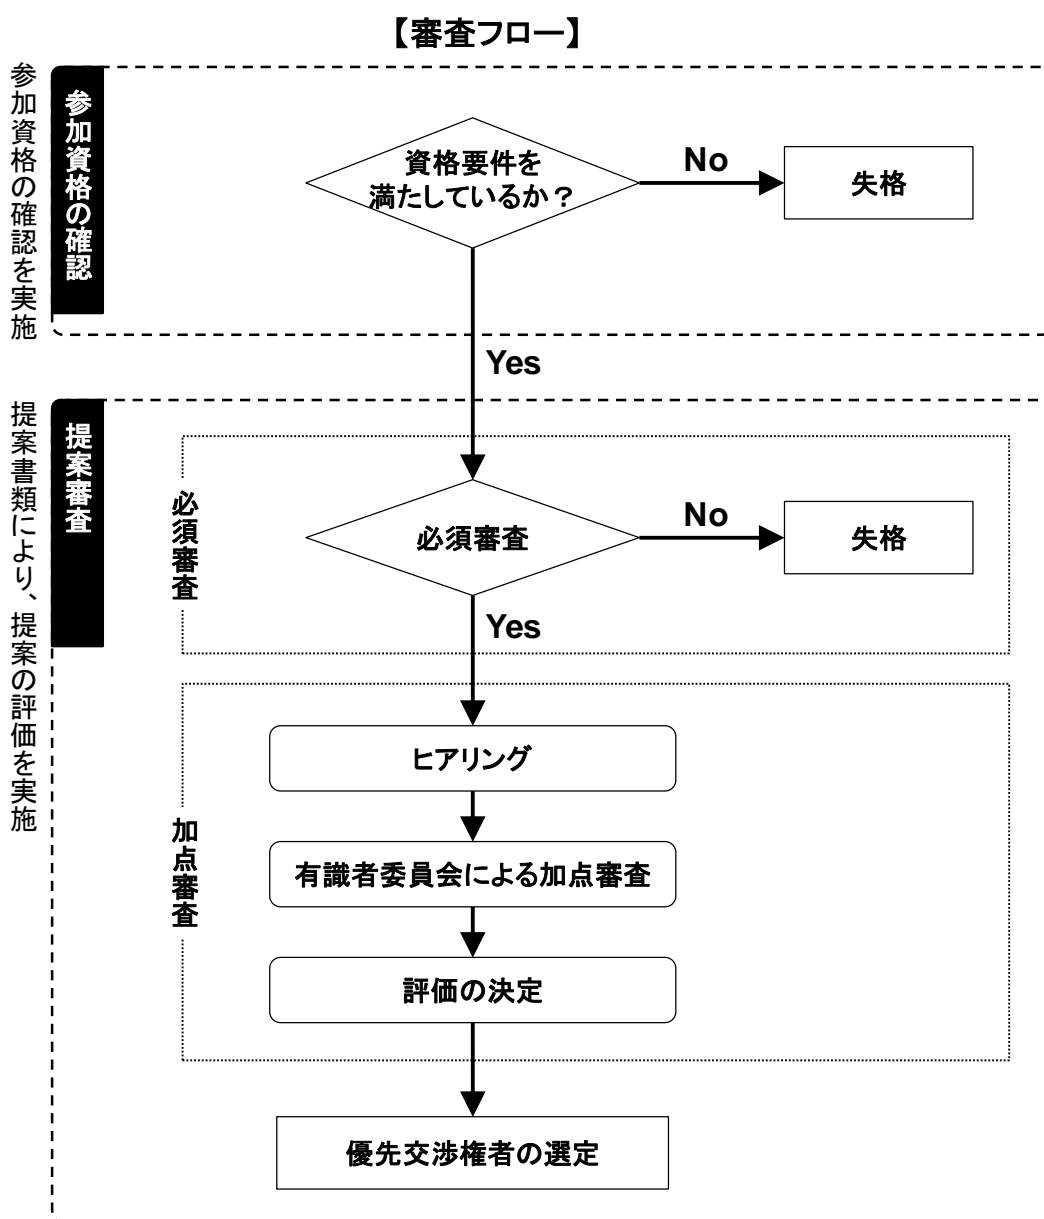 【審査フロー】
参加資格の確認を実施
参加資格の確認
資格要件を
満たしているか？
No
失格
Yes
提案書類により、提案の評価を実施
提案審査
必須審査
必須審査
No
失格
Yes
加点審査
ヒアリング
有識者委員会による加点審査
評価の決定
優先交渉権者の選定